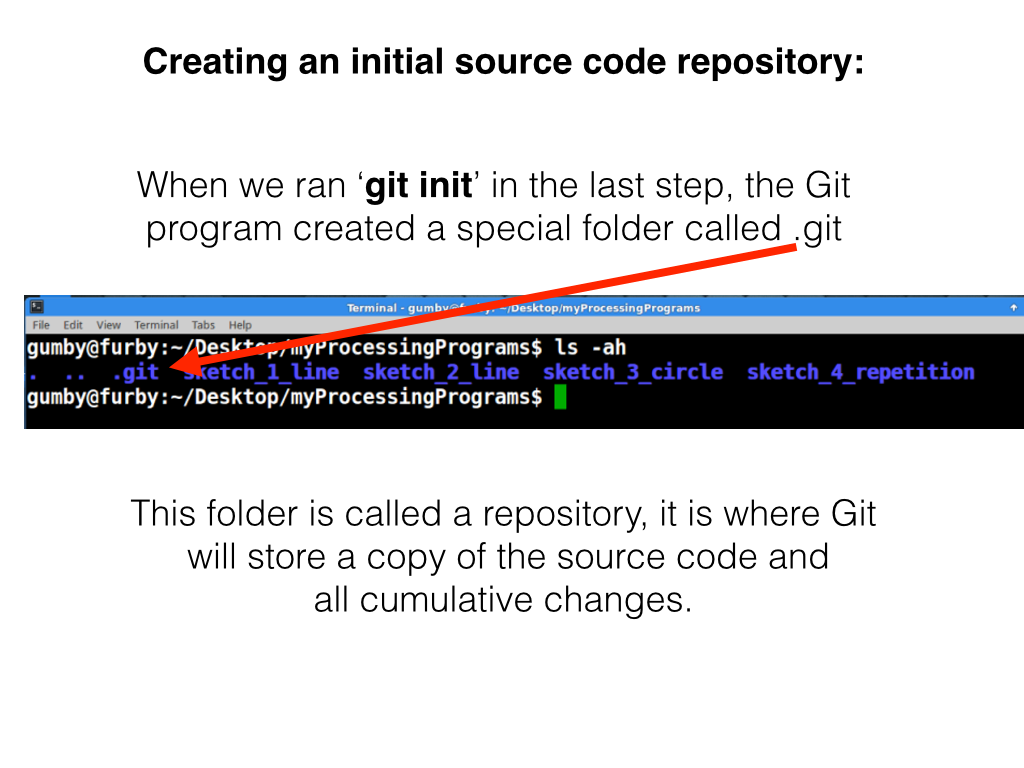 Creating an initial source code repository:
When we ran ‘git init’ in the last step, the Git
program created a special folder called .git
Terminal - gumby@furby: ~/Desktop/myProcessingPrograms
File Edit View Terminal Tabs Help
gumby@furby:~/Desktop/myProcessingPrograms$ ls -ah
. .. .git sketch_1_line sketch_2_line sketch_3_circle sketch_4_repetition
gumby@furby:~/Desktop/myProcessingPrograms$
This folder is called a repository, it is where Git
will store a copy of the source code and
all cumulative changes.